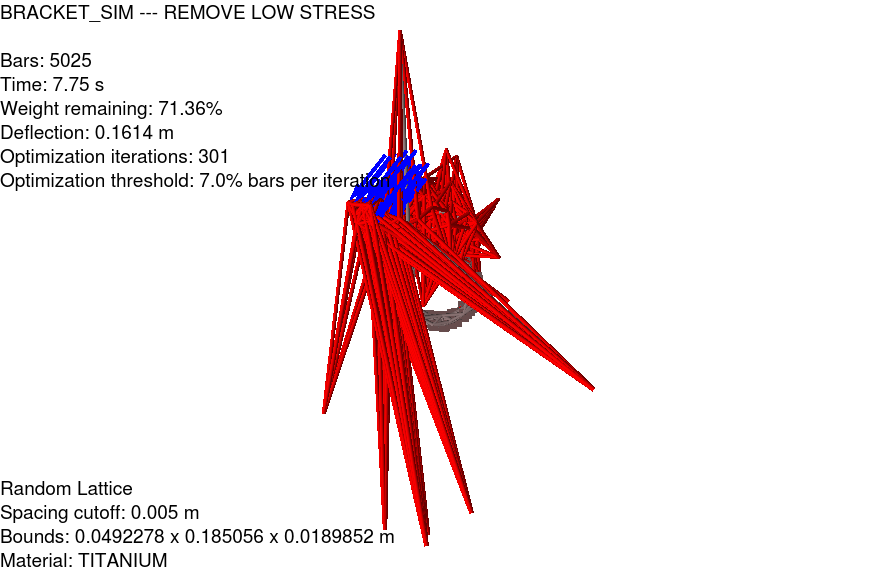 BRACKET_SIM --- REMOVE LOW STRESS
Bars: 5025
Time: 7.75 s
Weight remaining: 71.36%
Deflection: 0.1614 m
Optimization iterations: 301
Optimization threshold: 7.0% bars per iteration
Random Lattice
Spacing cutoff: 0.005 m
Bounds: 0.0492278 x 0.185056 x 0.0189852 m
Material: TITANIUM